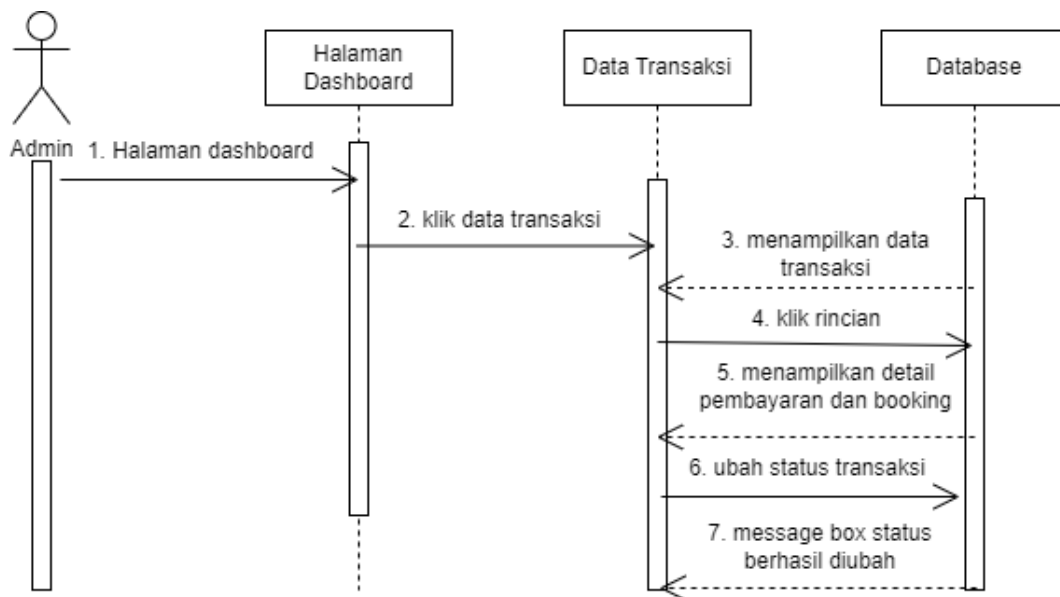 Halaman
Dashboard
Data Transaksi
Database
Admin
1. Halaman dashboard
2. klik data transaksi
3. menampilkan data
transaksi
4. klik rincian
5. menampilkan detail
pembayaran dan booking
6. ubah status transaksi
7. message box status
berhasil diubah